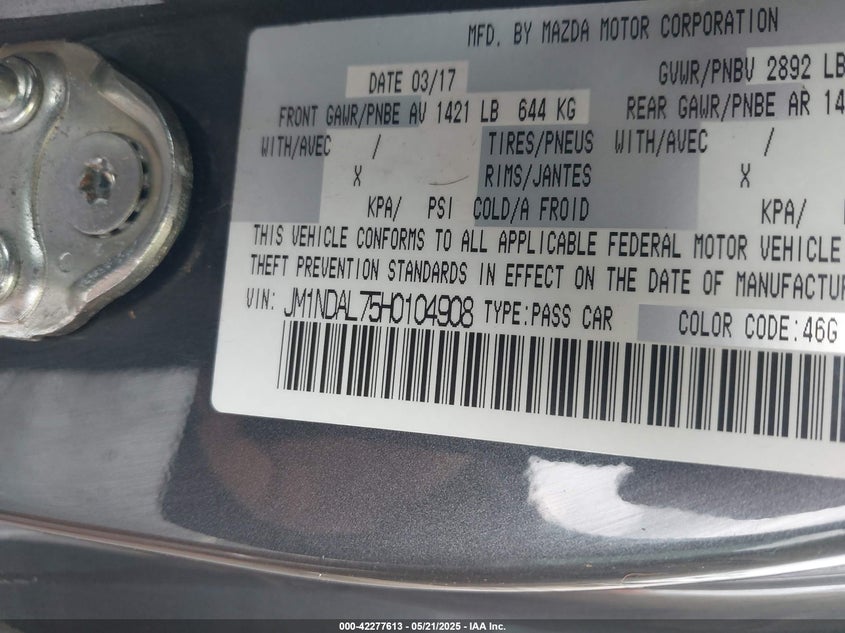 MFD. BY MAZDA MOTOR CORPORATION
DATE 03/17 GVWR/PNBV 2892 LB
FRONT GAWR/PNBE AV 1421 LB 644 KG REAR GAWR/PNBE AR 14
WITH/AVEC / TIRES/PNEUS WITH/AVEC /
X RIMS/JANTES X
KPA/ PSI COLD/A FROID KPA/
THIS VEHICLE CONFORMS TO ALL APPLICABLE FEDERAL MOTOR VEHICLE
THEFT PREVENTION STANDARDS IN EFFECT ON THE DATE OF MANUFACTUR
VIN: JM1NDAL75H0104908 TYPE:PASS CAR COLOR CODE:46G
000-42277613 - 05/21/2025 - IAA Inc.